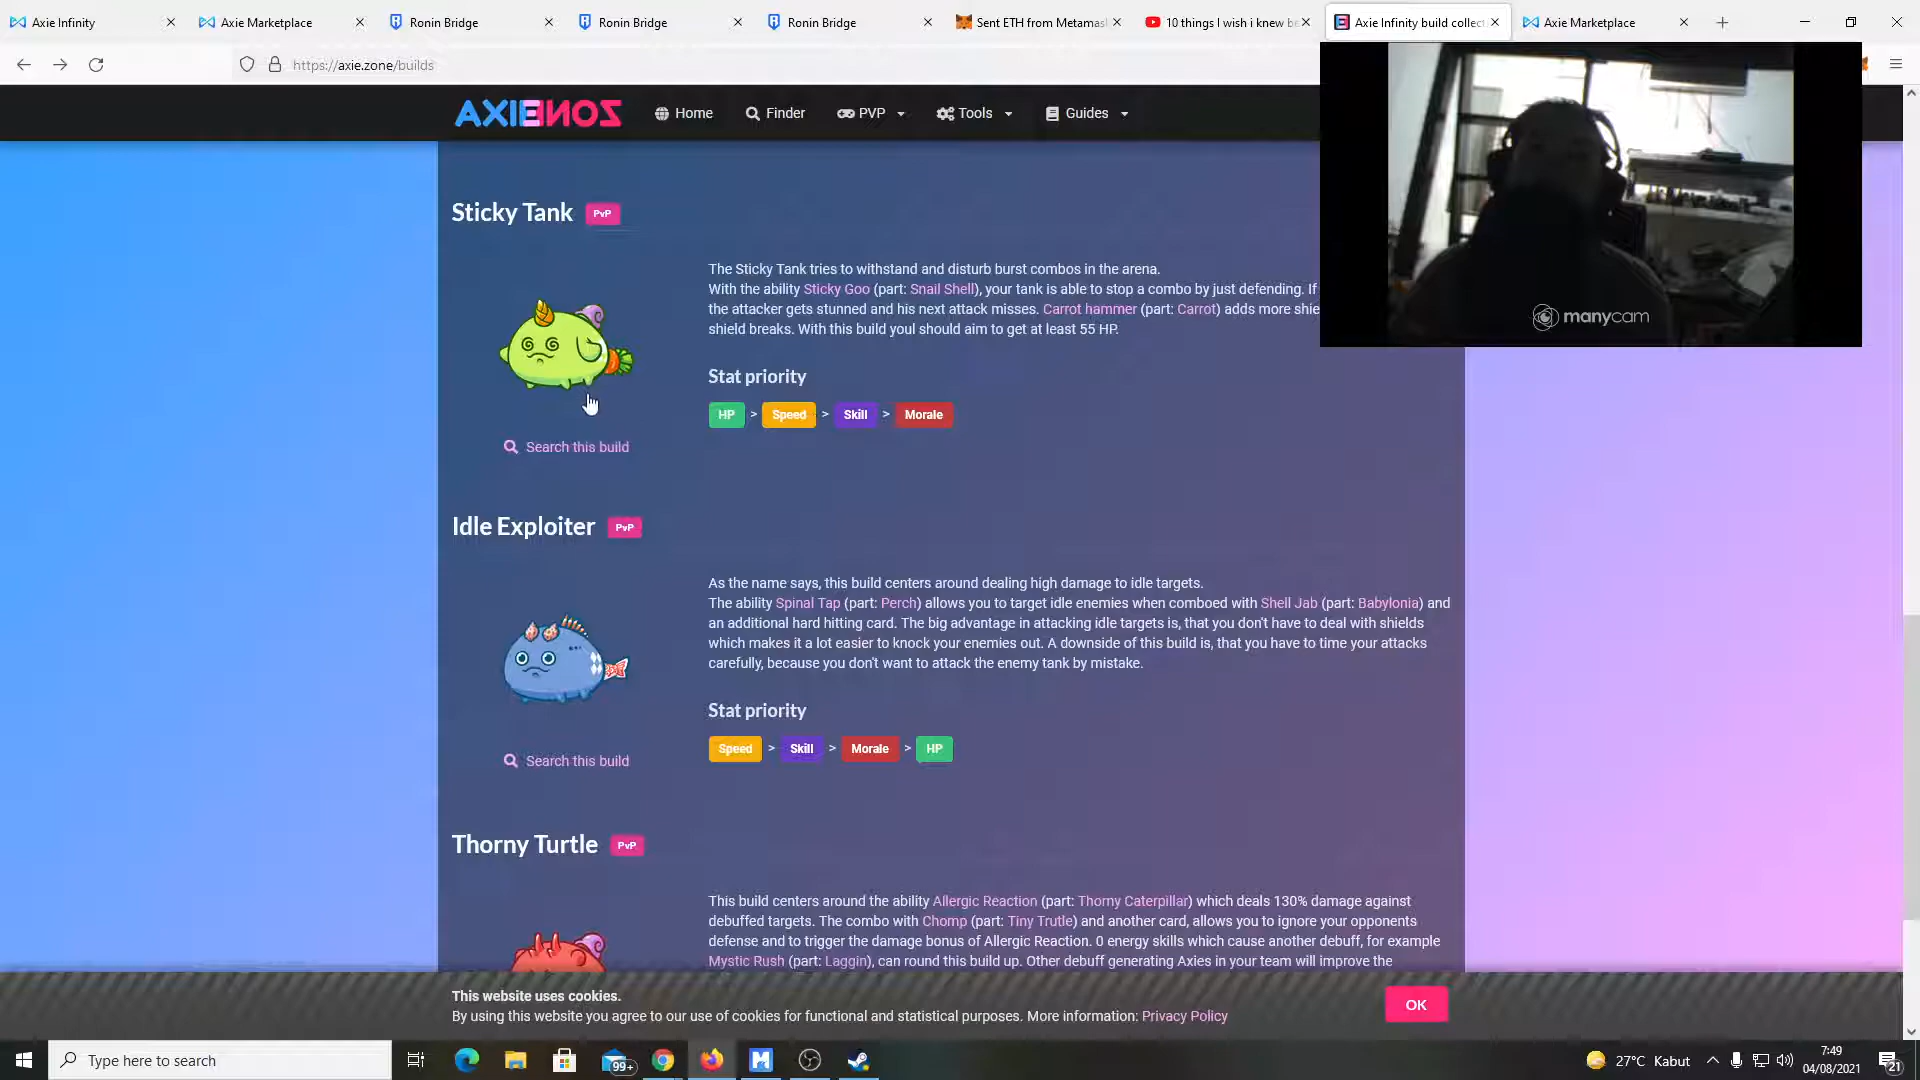 Axie Infinity
Axie Marketplace
Ronin Bridge
Ronin Bridge
Ronin Bridge
Sent ETH from Metamas
10 things I wish i knew be
Axie Infinity build collect
Axie Marketplace
https://axie.zone/builds
AXIE ZONE
Home
Finder
PVP
Tools
Guides
manycam
Sticky Tank PvP
The Sticky Tank tries to withstand and disturb burst combos in the arena.
With the ability Sticky Goo (part: Snail Shell), your tank is able to stop a combo by just defending. If
the attacker gets stunned and his next attack misses. Carrot hammer (part: Carrot) adds more shie
shield breaks. With this build youl should aim to get at least 55 HP.
Stat priority
HP > Speed > Skill > Morale
Search this build
Idle Exploiter PvP
As the name says, this build centers around dealing high damage to idle targets.
The ability Spinal Tap (part: Perch) allows you to target idle enemies when comboed with Shell Jab (part: Babylonia) and
an additional hard hitting card. The big advantage in attacking idle targets is, that you don't have to deal with shields
which makes it a lot easier to knock your enemies out. A downside of this build is, that you have to time your attacks
carefully, because you don't want to attack the enemy tank by mistake.
Stat priority
Speed > Skill > Morale > HP
Search this build
Thorny Turtle PvP
This build centers around the ability Allergic Reaction (part: Thorny Caterpillar) which deals 130% damage against
debuffed targets. The combo with Chomp (part: Tiny Trutle) and another card, allows you to ignore your opponents
defense and to trigger the damage bonus of Allergic Reaction. 0 energy skills which cause another debuff, for example
Mystic Rush (part: Laggin), can round this build up. Other debuff generating Axies in your team will improve the
This website uses cookies.
By using this website you agree to our use of cookies for functional and statistical purposes. More information: Privacy Policy
OK
Type here to search
99+
27°C Kabut
7:49
04/08/2021
21